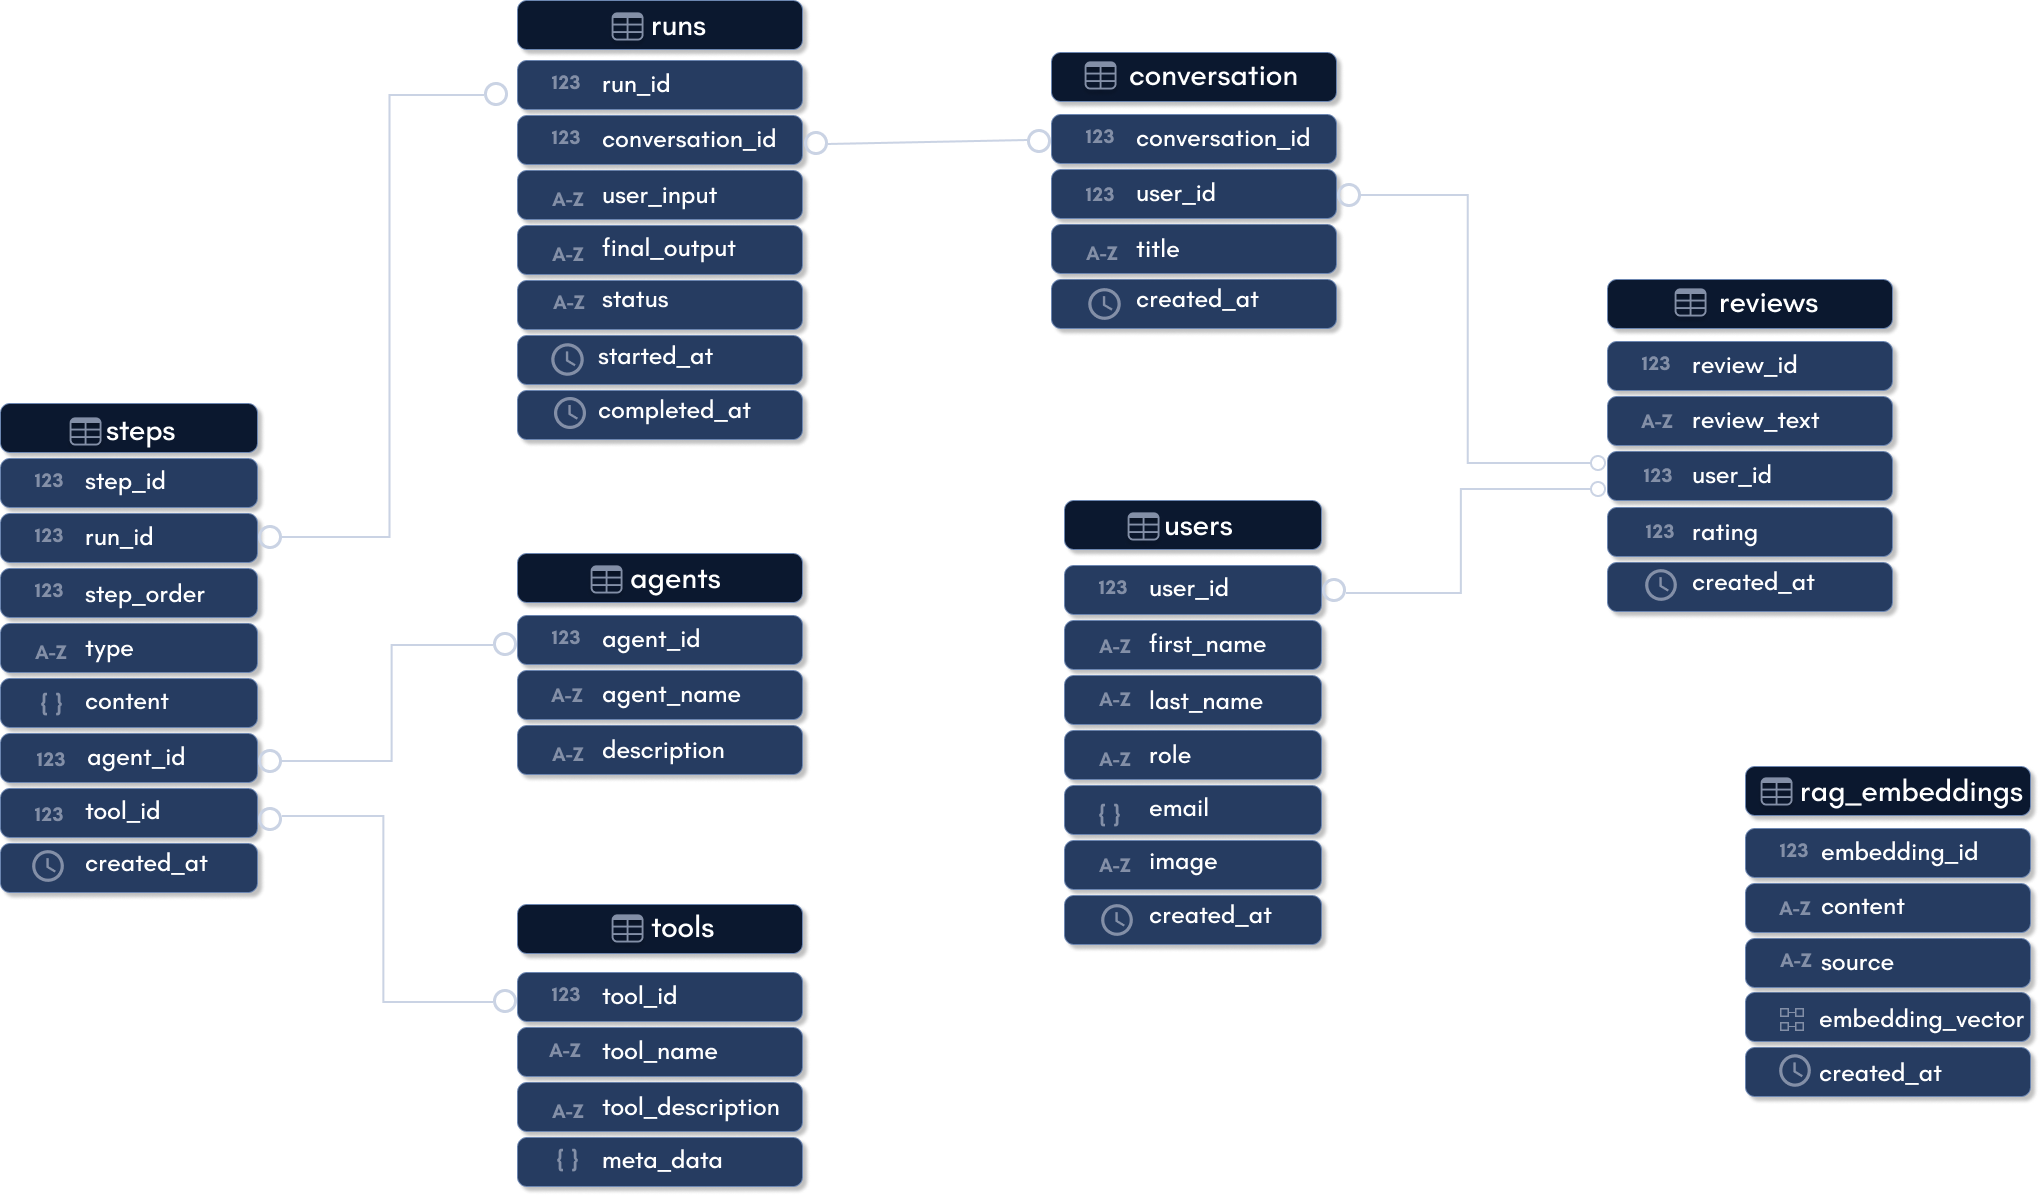 runs
123 run_id
123 conversation_id
A-Z user_input
A-Z final_output
A-Z status
started_at
completed_at
conversation
123 conversation_id
123 user_id
A-Z title
created_at
reviews
123 review_id
A-Z review_text
123 user_id
123 rating
created_at
steps
123 step_id
123 run_id
123 step_order
A-Z type
{ } content
123 agent_id
123 tool_id
created_at
agents
123 agent_id
A-Z agent_name
A-Z description
users
123 user_id
A-Z first_name
A-Z last_name
A-Z role
{ } email
A-Z image
created_at
tools
123 tool_id
A-Z tool_name
A-Z tool_description
{ } meta_data
rag_embeddings
123 embedding_id
A-Z content
A-Z source
embedding_vector
created_at